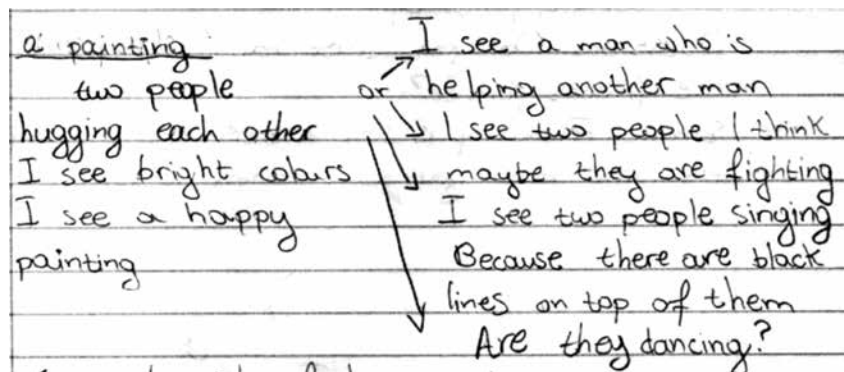 a painting
two people
hugging each other
I see bright colours
I see a happy
painting
or
I see a man who is
helping another man
I see two people I think
maybe they are fighting
I see two people singing
Because there are black
lines on top of them
Are they dancing?